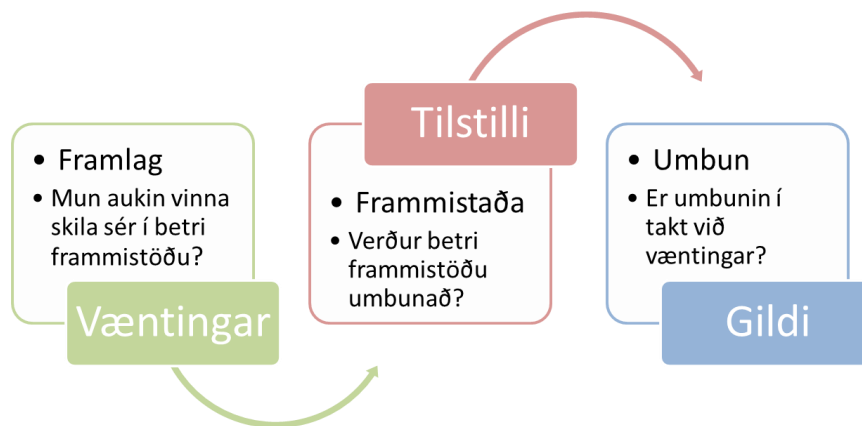 • Framlag
• Mun aukin vinna
skila sér í betri
frammistöðu?
Væntingar
Tilstilli
• Frammistaða
• Verður betri
frammistöðu
umbunað?
• Umbun
• Er umbunin í
takt við
væntingar?
Gildi